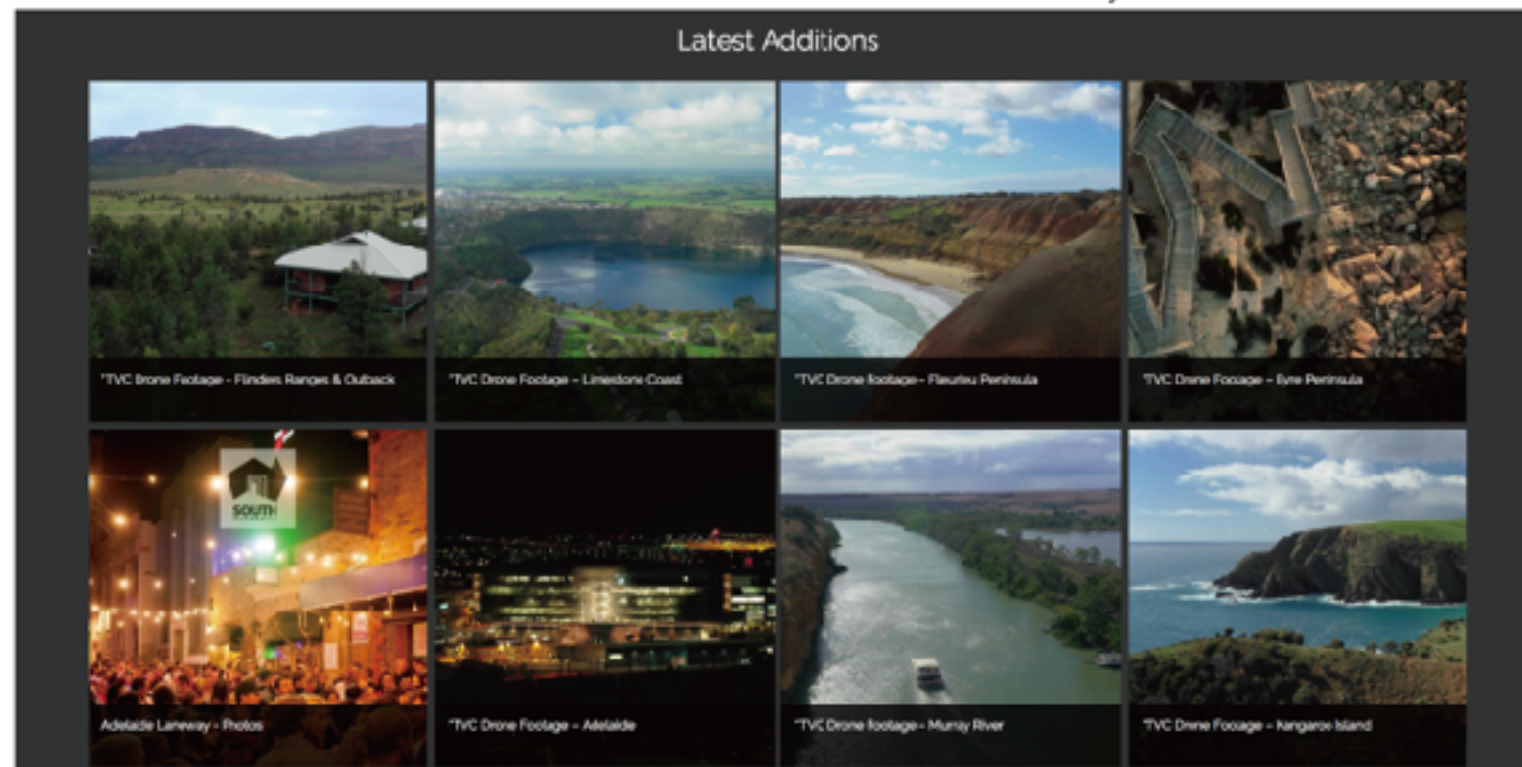 Latest Additions
*TVC Drone Footage - Flinders Ranges & Outback
*TVC Drone Footage - Limestone Coast
*TVC Drone footage - Fleurieu Peninsula
*TVC Drone Footage - Eyre Peninsula
SOUTH
Adelaide Laneway - Photos
*TVC Drone Footage - Adelaide
*TVC Drone footage - Murray River
*TVC Drone Footage - Kangaroo Island